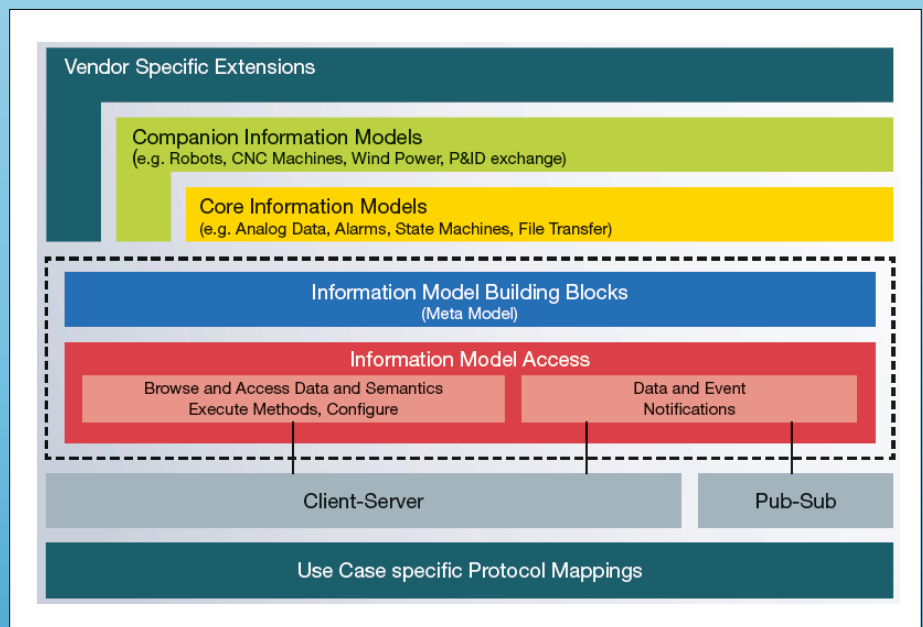 Vendor Specific Extensions
Companion Information Models
(e.g. Robots, CNC Machines, Wind Power, P&ID exchange)
Core Information Models
(e.g. Analog Data, Alarms, State Machines, File Transfer)
Information Model Building Blocks
(Meta Model)
Information Model Access
Browse and Access Data and Semantics
Execute Methods, Configure
Data and Event
Notifications
Client-Server
Pub-Sub
Use Case specific Protocol Mappings